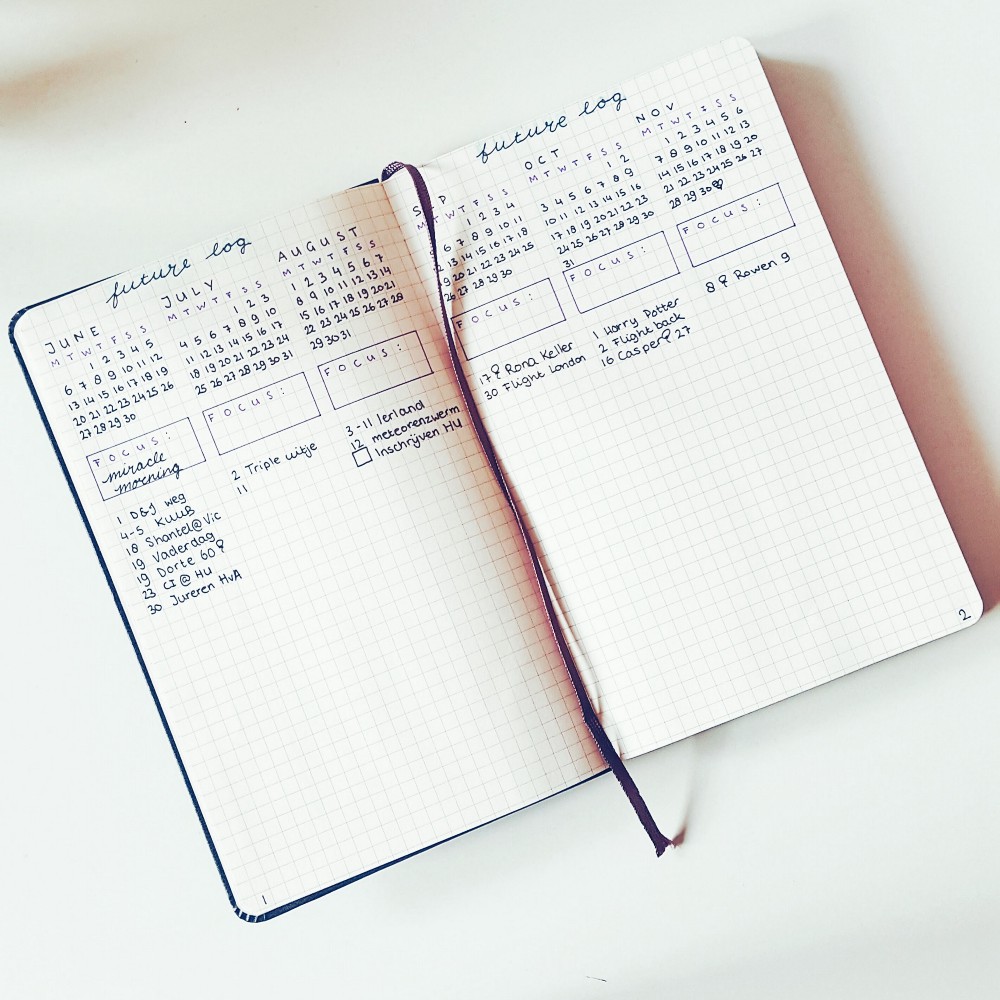 future log
JUNE
M T W T F S S
1 2 3 4 5
6 7 8 9 10 11 12
13 14 15 16 17 18 19
20 21 22 23 24 25 26
27 28 29 30
FOCUS:
miracle
morning
1 D&J weg
4-5 KUUB
18 Shantel@Vic
19 Vaderdag
19 Dorte 60
23 CI @ HU
30 Jureren HvA
JULY
M T W T F S S
1 2 3
4 5 6 7 8 9 10
11 12 13 14 15 16 17
18 19 20 21 22 23 24
25 26 27 28 29 30 31
FOCUS:
2 Triple uitje
11
AUGUST
M T W T F S S
1 2 3 4 5 6 7
8 9 10 11 12 13 14
15 16 17 18 19 20 21
22 23 24 25 26 27 28
29 30 31
FOCUS:
3-11 Ierland
12 meteorenzwerm
Inschrijven HU
1
future log
SEP
M T W T F S S
1 2 3 4
6 7 8 9 10 11
13 14 15 16 17 18
19 20 21 22 23 24 25
26 27 28 29 30
FOCUS:
17 Rona Keller
30 Flight London
OCT
M T W T F S S
1 2
3 4 5 6 7 8 9
10 11 12 13 14 15 16
17 18 19 20 21 22 23
24 25 26 27 28 29 30
31
FOCUS:
1 Harry Potter
2 Flight back
16 Casper 27
NOV
M T W T F S S
1 2 3 4 5 6
7 8 9 10 11 12 13
14 15 16 17 18 19 20
21 22 23 24 25 26 27
28 29 30
FOCUS:
8 Rowen 9
2